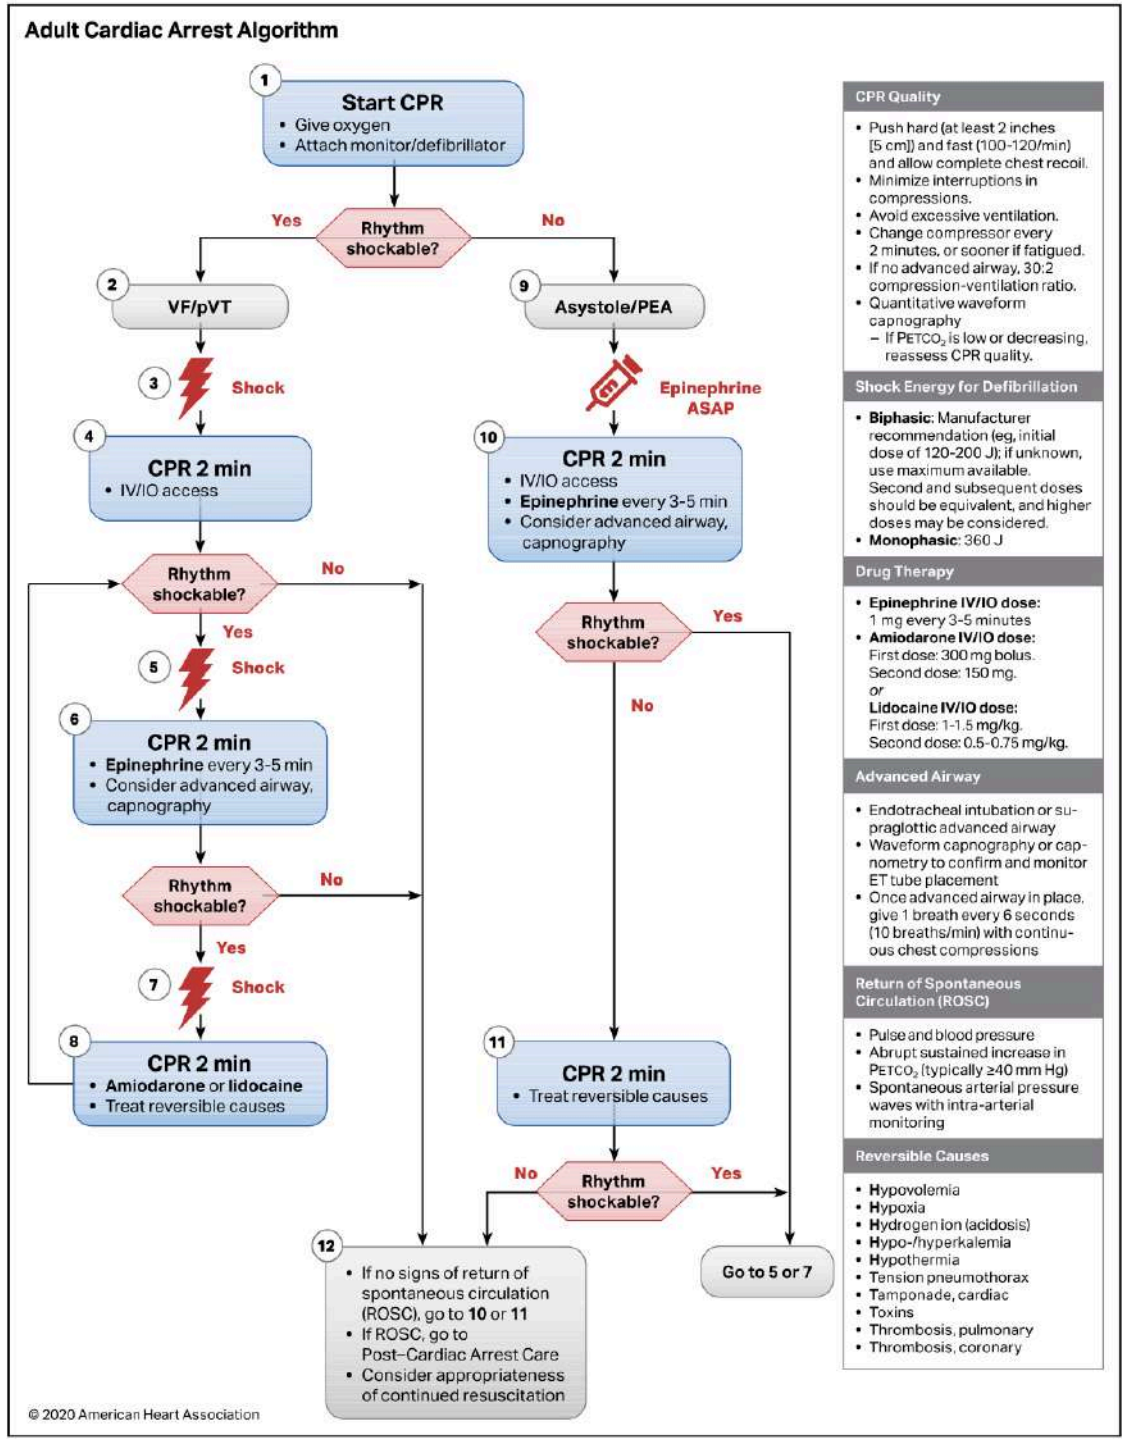 Adult Cardiac Arrest Algorithm
1
Start CPR
• Give oxygen
• Attach monitor/defibrillator
Rhythm
shockable?
Yes
No
2
VF/pVT
3
Shock
4
CPR 2 min
• IV/IO access
Rhythm
shockable?
No
Yes
5
Shock
6
CPR 2 min
• Epinephrine every 3-5 min
• Consider advanced airway,
capnography
Rhythm
shockable?
No
Yes
7
Shock
8
CPR 2 min
• Amiodarone or lidocaine
• Treat reversible causes
9
Asystole/PEA
Epinephrine
ASAP
10
CPR 2 min
• IV/IO access
• Epinephrine every 3-5 min
• Consider advanced airway,
capnography
Rhythm
shockable?
Yes
No
11
CPR 2 min
• Treat reversible causes
Rhythm
shockable?
No
Yes
12
• If no signs of return of
spontaneous circulation
(ROSC), go to 10 or 11
• If ROSC, go to
Post–Cardiac Arrest Care
• Consider appropriateness
of continued resuscitation
Go to 5 or 7
CPR Quality
• Push hard (at least 2 inches
[5 cm]) and fast (100-120/min)
and allow complete chest recoil.
• Minimize interruptions in
compressions.
• Avoid excessive ventilation.
• Change compressor every
2 minutes, or sooner if fatigued.
• If no advanced airway, 30:2
compression-ventilation ratio.
• Quantitative waveform
capnography
– If PETCO2 is low or decreasing,
reassess CPR quality.
Shock Energy for Defibrillation
• Biphasic: Manufacturer
recommendation (eg, initial
dose of 120-200 J); if unknown,
use maximum available.
Second and subsequent doses
should be equivalent, and higher
doses may be considered.
• Monophasic: 360 J
Drug Therapy
• Epinephrine IV/IO dose:
1 mg every 3-5 minutes
• Amiodarone IV/IO dose:
First dose: 300 mg bolus.
Second dose: 150 mg.
or
Lidocaine IV/IO dose:
First dose: 1-1.5 mg/kg.
Second dose: 0.5-0.75 mg/kg.
Advanced Airway
• Endotracheal intubation or su-
praglottic advanced airway
• Waveform capnography or cap-
nometry to confirm and monitor
ET tube placement
• Once advanced airway in place,
give 1 breath every 6 seconds
(10 breaths/min) with continu-
ous chest compressions
Return of Spontaneous
Circulation (ROSC)
• Pulse and blood pressure
• Abrupt sustained increase in
PETCO2 (typically ≥40 mm Hg)
• Spontaneous arterial pressure
waves with intra-arterial
monitoring
Reversible Causes
• Hypovolemia
• Hypoxia
• Hydrogen ion (acidosis)
• Hypo-/hyperkalemia
• Hypothermia
• Tension pneumothorax
• Tamponade, cardiac
• Toxins
• Thrombosis, pulmonary
• Thrombosis, coronary
© 2020 American Heart Association